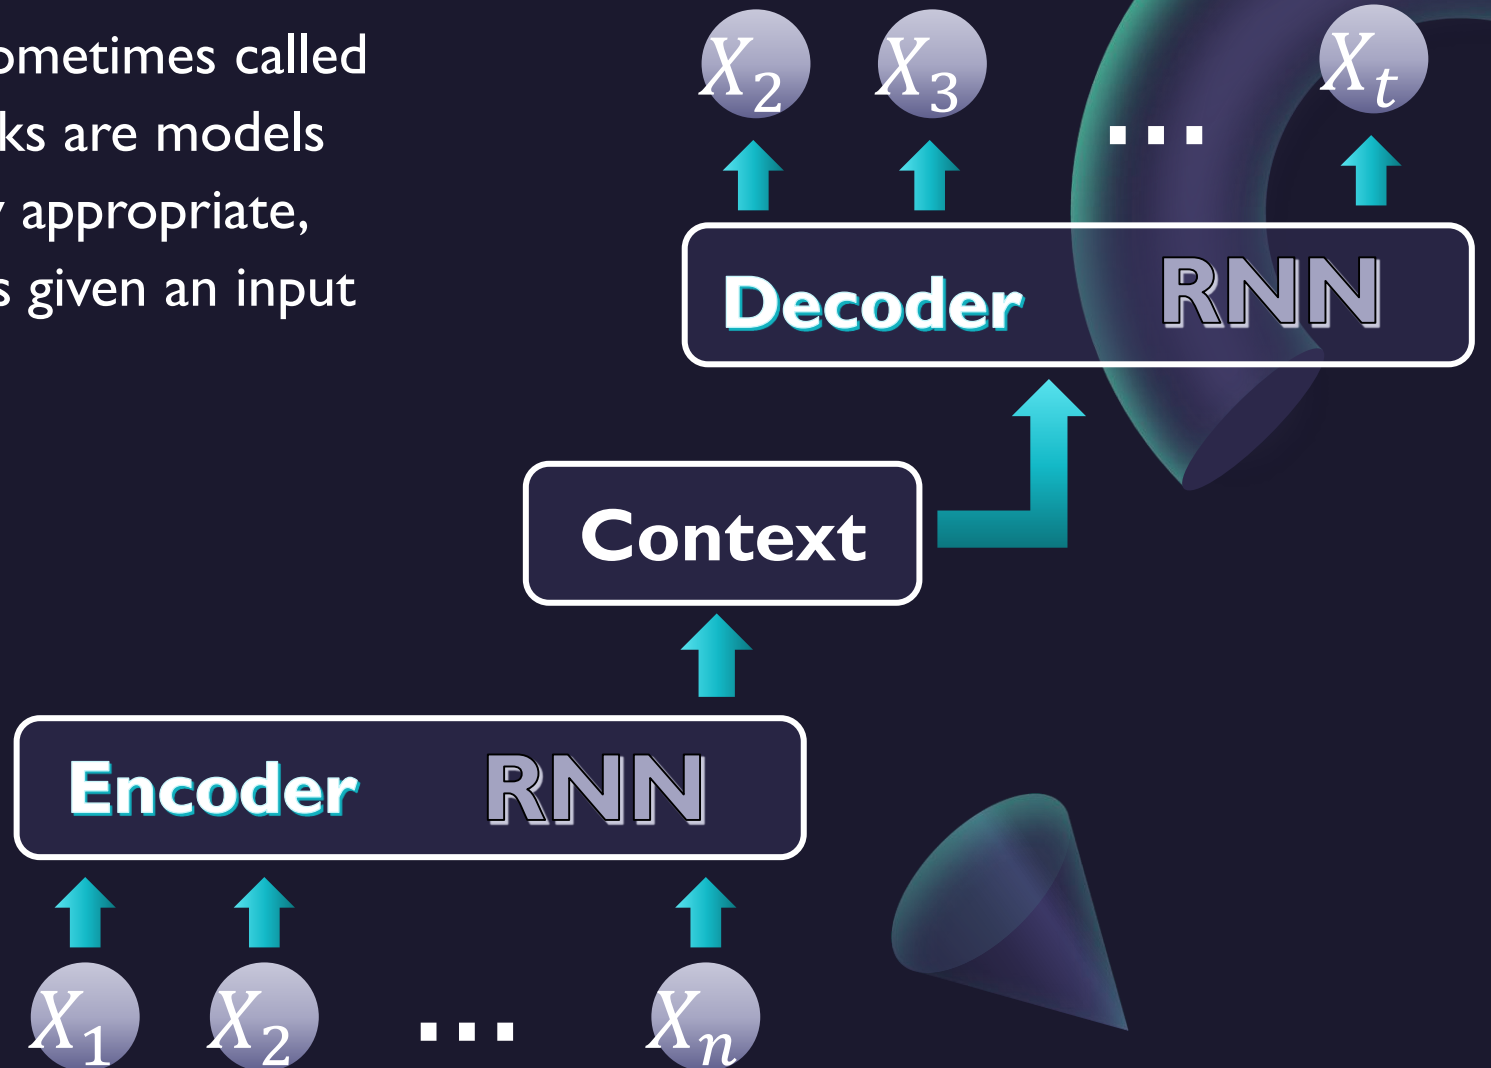 ometimes called
ks are models
appropriate,
s given an input
X₂ X₃ ... Xₜ
Decoder RNN
Context
Encoder RNN
X₁ X₂ ... Xₙ